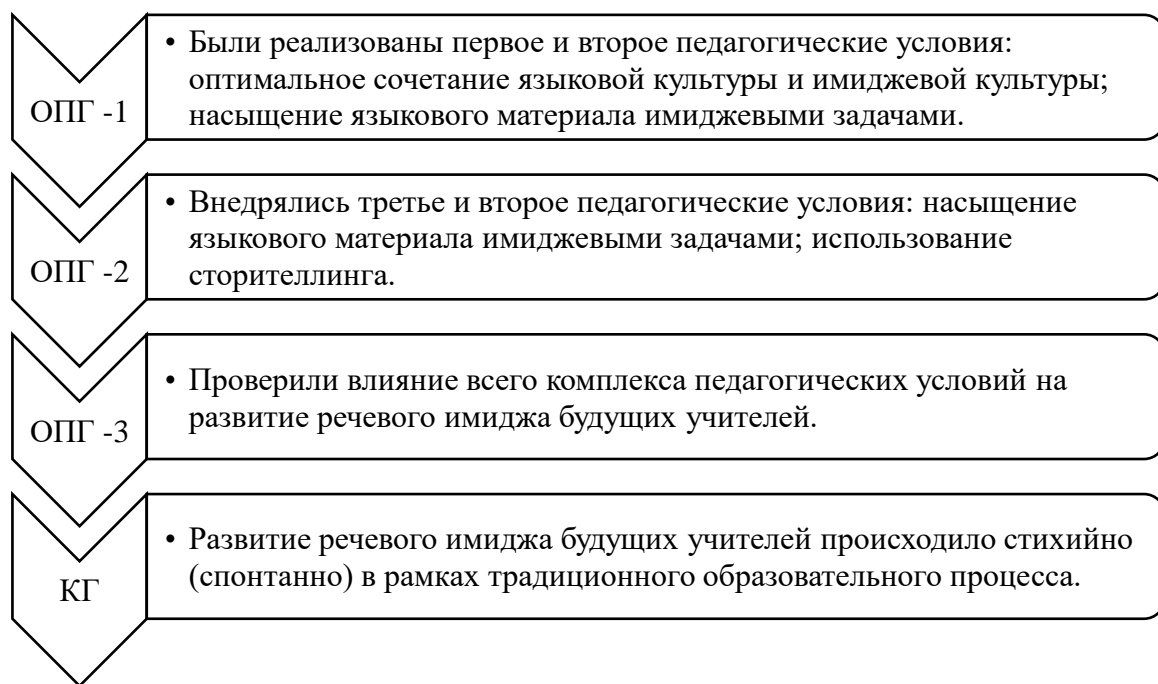 ОПГ -1
• Были реализованы первое и второе педагогические условия:
оптимальное сочетание языковой культуры и имиджевой культуры;
насыщение языкового материала имиджевыми задачами.
ОПГ -2
• Внедрялись третье и второе педагогические условия: насыщение
языкового материала имиджевыми задачами; использование
сторителлинга.
ОПГ -3
• Проверили влияние всего комплекса педагогических условий на
развитие речевого имиджа будущих учителей.
КГ
• Развитие речевого имиджа будущих учителей происходило стихийно
(спонтанно) в рамках традиционного образовательного процесса.